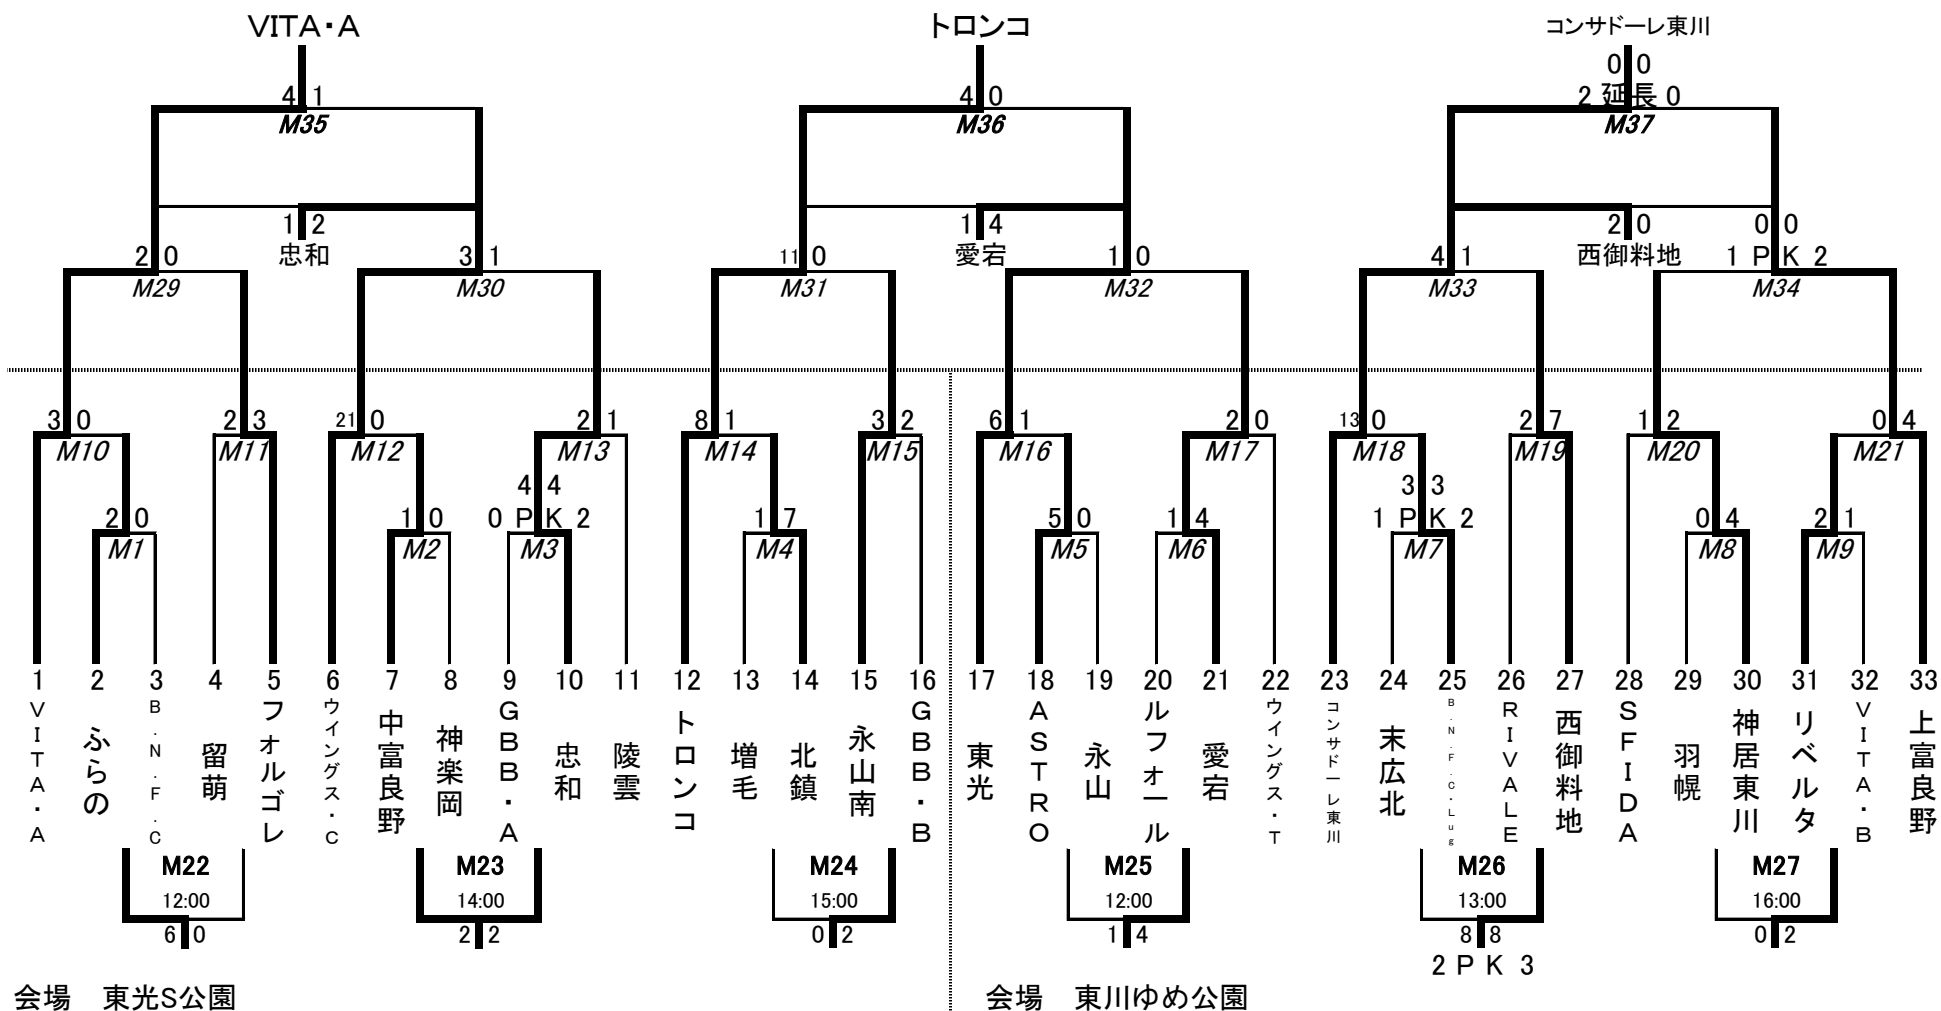 VITA・A トロンコ コンサドーレ東川
0 0
4 1 4 0 2 延長 0
M35 M36 M37
1 2 1 4 2 0 0 0
忠和 愛宕 西御料地
2 0 3 1 11 0 1 0 4 1 1 P K 2
M29 M30 M31 M32 M33 M34
3 0 2 3 21 0 2 1 8 1 3 2 6 1 2 0 13 0 2 7 1 2 0 4
M10 M11 M12 M13 M14 M15 M16 M17 M18 M19 M20 M21
4 4 3 3
2 0 1 0 0 P K 2 1 7 5 0 1 4 1 P K 2 0 4 2 1
M1 M2 M3 M4 M5 M6 M7 M8 M9
1 2 3 4 5 6 7 8 9 10 11 12 13 14 15 16 17 18 19 20 21 22 23 24 25 26 27 28 29 30 31 32 33
VITA・A
ふらの
B.N.F.C
留萌
フォルゴレ
ウイングス・C
中富良野
神楽岡
GBB・A
忠和
陵雲
トロンコ
増毛
北鎮
永山南
GBB・B
東光
ASTRO
永山
ルフォール
愛宕
ウイングス・T
コンサドーレ東川
末広北
B.N.F.C・Lug
RIVALE
西御料地
SFIDA
羽幌
神居東川
リベルタ
VITA・B
上富良野
M22 M23 M24 M25 M26 M27
12:00 14:00 15:00 12:00 13:00 16:00
6 0 2 2 0 2 1 4 8 8 0 2
2 P K 3
会場 東光S公園 会場 東川ゆめ公園